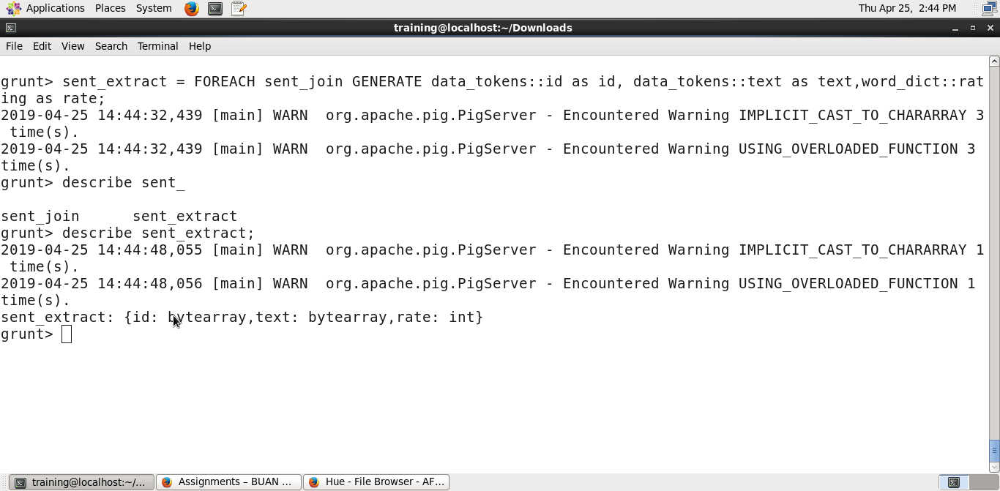 Applications Places System Thu Apr 25, 2:44 PM
training@localhost:~/Downloads
File Edit View Search Terminal Help
grunt> sent_extract = FOREACH sent_join GENERATE data_tokens::id as id, data_tokens::text as text,word_dict::rat
ing as rate;
2019-04-25 14:44:32,439 [main] WARN  org.apache.pig.PigServer - Encountered Warning IMPLICIT_CAST_TO_CHARARRAY 3
 time(s).
2019-04-25 14:44:32,439 [main] WARN  org.apache.pig.PigServer - Encountered Warning USING_OVERLOADED_FUNCTION 3
time(s).
grunt> describe sent_
sent_join      sent_extract
grunt> describe sent_extract;
2019-04-25 14:44:48,055 [main] WARN  org.apache.pig.PigServer - Encountered Warning IMPLICIT_CAST_TO_CHARARRAY 1
 time(s).
2019-04-25 14:44:48,056 [main] WARN  org.apache.pig.PigServer - Encountered Warning USING_OVERLOADED_FUNCTION 1
time(s).
sent_extract: {id: bytearray,text: bytearray,rate: int}
grunt>
training@localhost:~/... Assignments – BUAN ... Hue - File Browser - AF...